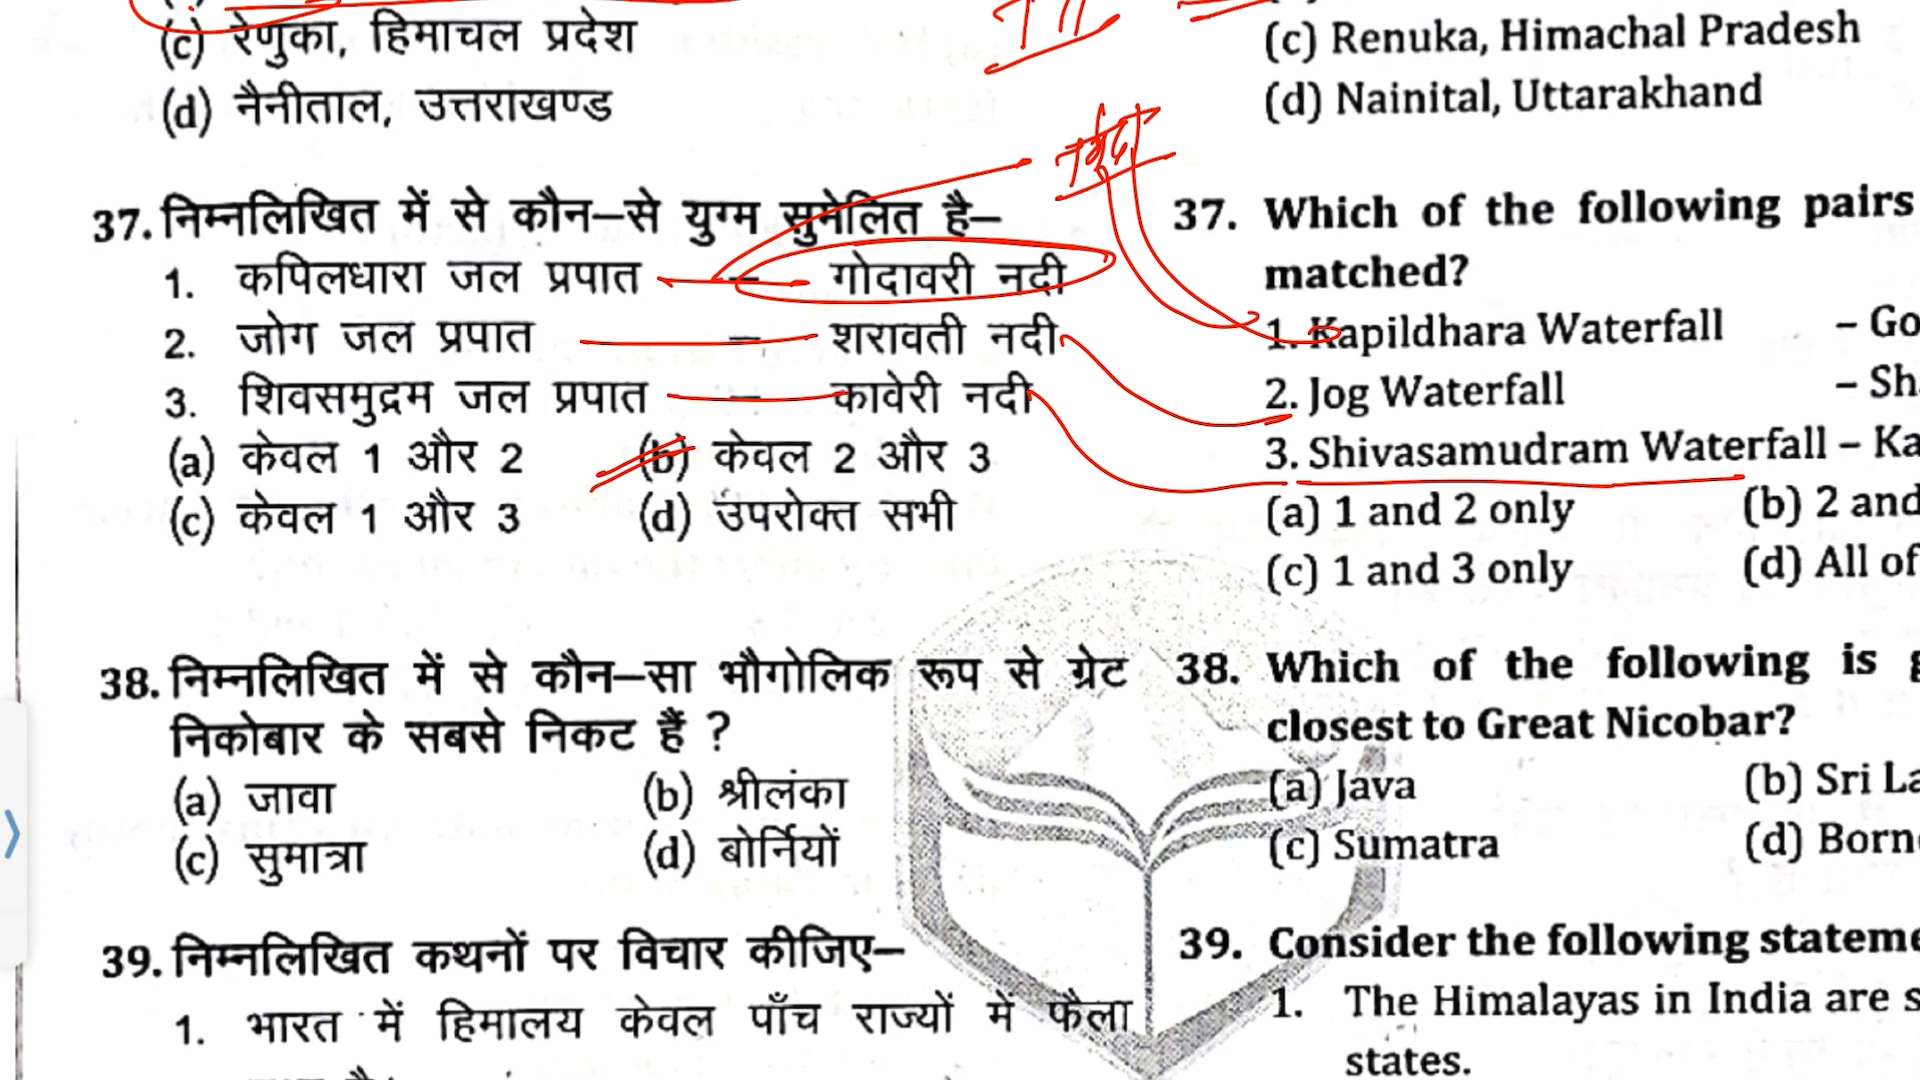 (c) रेणुका, हिमाचल प्रदेश
(d) नैनीताल, उत्तराखण्ड
37. निम्नलिखित में से कौन–से युग्म सुमेलित है–
1. कपिलधारा जल प्रपात – गोदावरी नदी
2. जोग जल प्रपात – शरावती नदी
3. शिवसमुद्रम जल प्रपात – कावेरी नदी
(a) केवल 1 और 2 (b) केवल 2 और 3
(c) केवल 1 और 3 (d) उंपरोक्त सभी
38. निम्नलिखित में से कौन–सा भौगोलिक रूप से ग्रेट
निकोबार के सबसे निकट हैं ?
(a) जावा (b) श्रीलंका
(c) सुमात्रा (d) बोर्नियों
39. निम्नलिखित कथनों पर विचार कीजिए–
1. भारत में हिमालय केवल पाँच राज्यों में फैला
(c) Renuka, Himachal Pradesh
(d) Nainital, Uttarakhand
37. Which of the following pairs
matched?
1. Kapildhara Waterfall – Go
2. Jog Waterfall – Sh
3. Shivasamudram Waterfall – Ka
(a) 1 and 2 only (b) 2 and
(c) 1 and 3 only (d) All of
38. Which of the following is
closest to Great Nicobar?
(a) Java (b) Sri La
(c) Sumatra (d) Born
39. Consider the following stateme
1. The Himalayas in India are s
states.